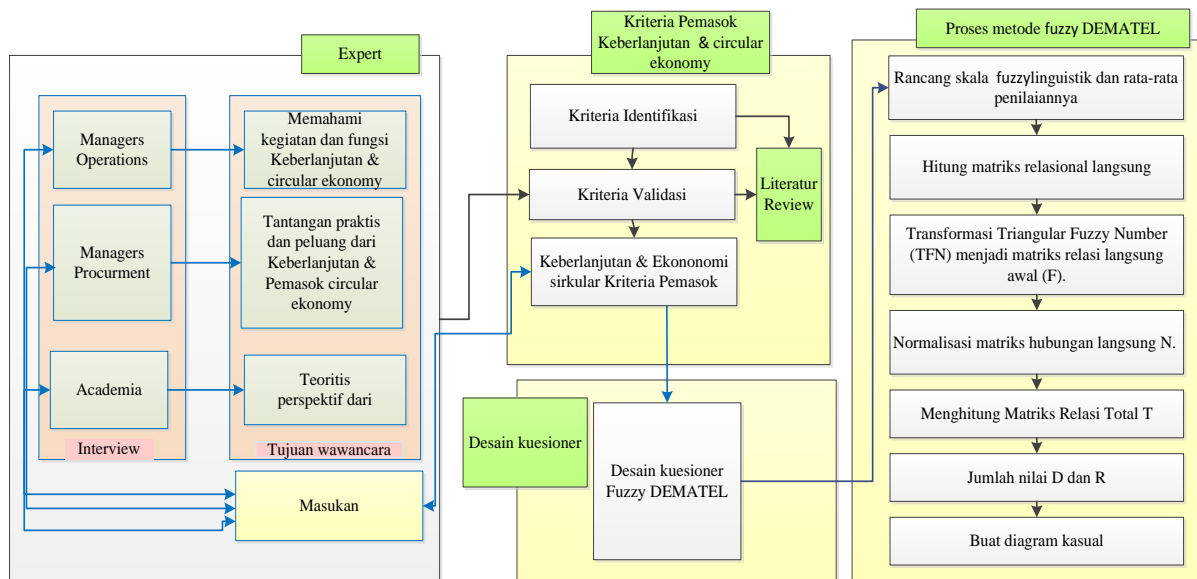 Expert
Managers
Operations
Memahami
kegiatan dan fungsi
Keberlanjutan &
circular ekonomy
Managers
Procurment
Tantangan praktis
dan peluang dari
Keberlanjutan &
Pemasok circular
ekonomy
Academia
Teoritis
perspektif dari
Interview
Tujuan wawancara
Masukan
Kriteria Pemasok
Keberlanjutan & circular
ekonomy
Kriteria Identifikasi
Kriteria Validasi
Literatur
Review
Keberlanjutan & Ekononomi
sirkular Kriteria Pemasok
Desain kuesioner
Desain kuesioner
Fuzzy DEMATEL
Proses metode fuzzy DEMATEL
Rancang skala fuzzylinguistik dan rata-rata
penilaiannya
Hitung matriks relasional langsung
Transformasi Triangular Fuzzy Number
(TFN) menjadi matriks relasi langsung
awal (F).
Normalisasi matriks hubungan langsung N.
Menghitung Matriks Relasi Total T
Jumlah nilai D dan R
Buat diagram kasual